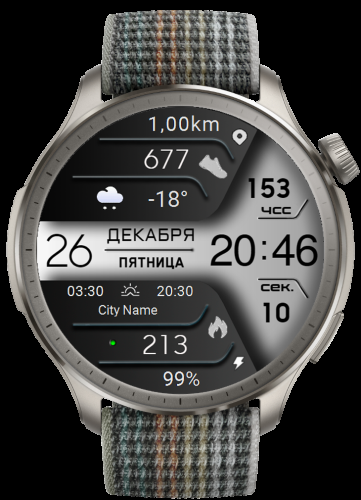 1,00km
677
-18°
153
ЧСС
26 ДЕКАБРЯ
ПЯТНИЦА
20:46
03:30 20:30
City Name
сек.
10
213
99%